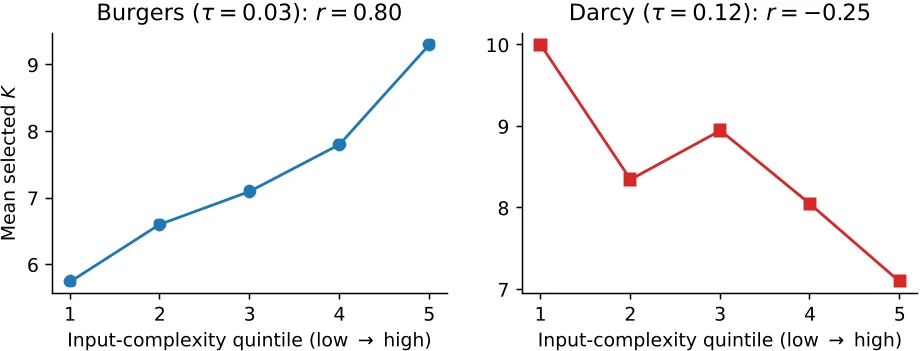 Burgers (τ = 0.03): r = 0.80
Mean selected K
9
8
7
6
1 2 3 4 5
Input-complexity quintile (low → high)
Darcy (τ = 0.12): r = −0.25
10
9
8
7
1 2 3 4 5
Input-complexity quintile (low → high)